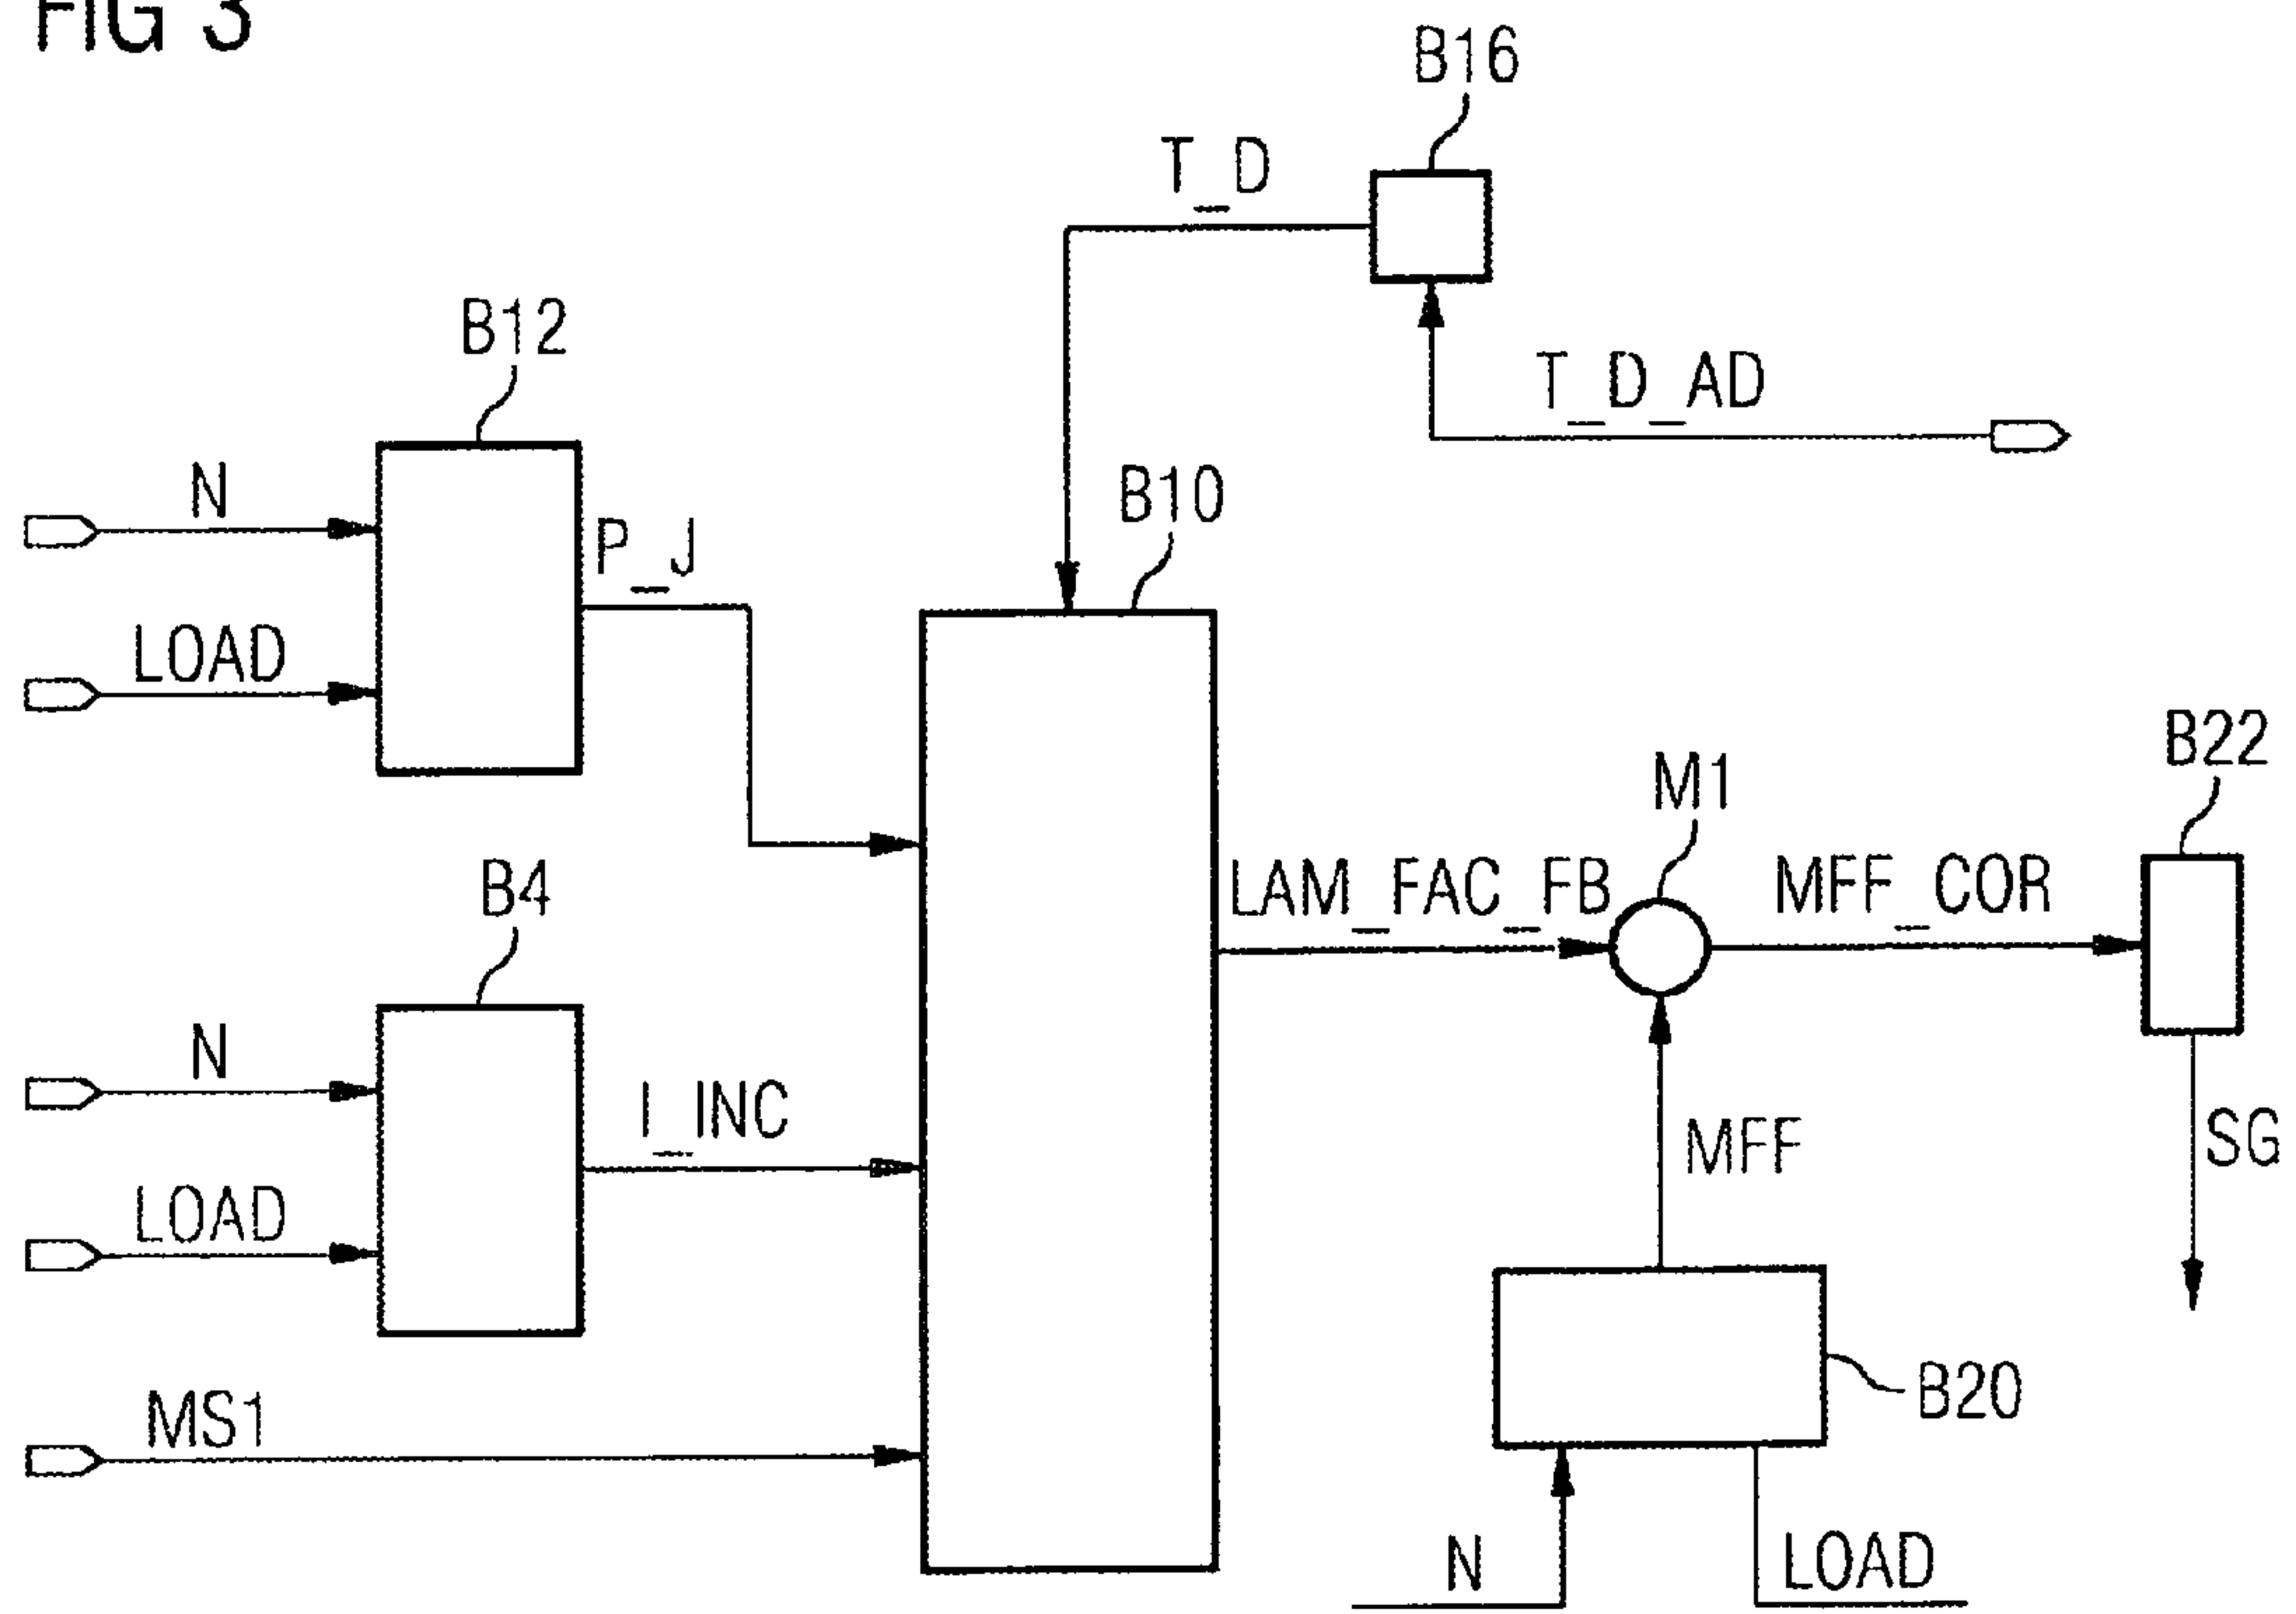 FIG 3
B16
T_D
B12
T_D_AD
N
B10
P_J
LOAD
B22
M1
B4
LAM_FAC_FB
MFF_COR
N
I_INC
MFF
SG
LOAD
B20
MS1
N
LOAD